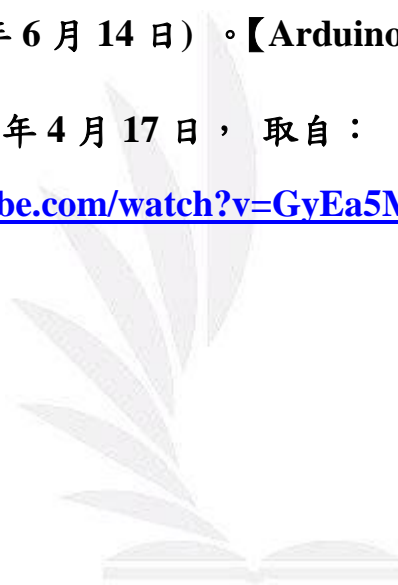 年 6 月 14 日) 。【Arduino
年 4 月 17 日， 取自：
be.com/watch?v=GyEa5M